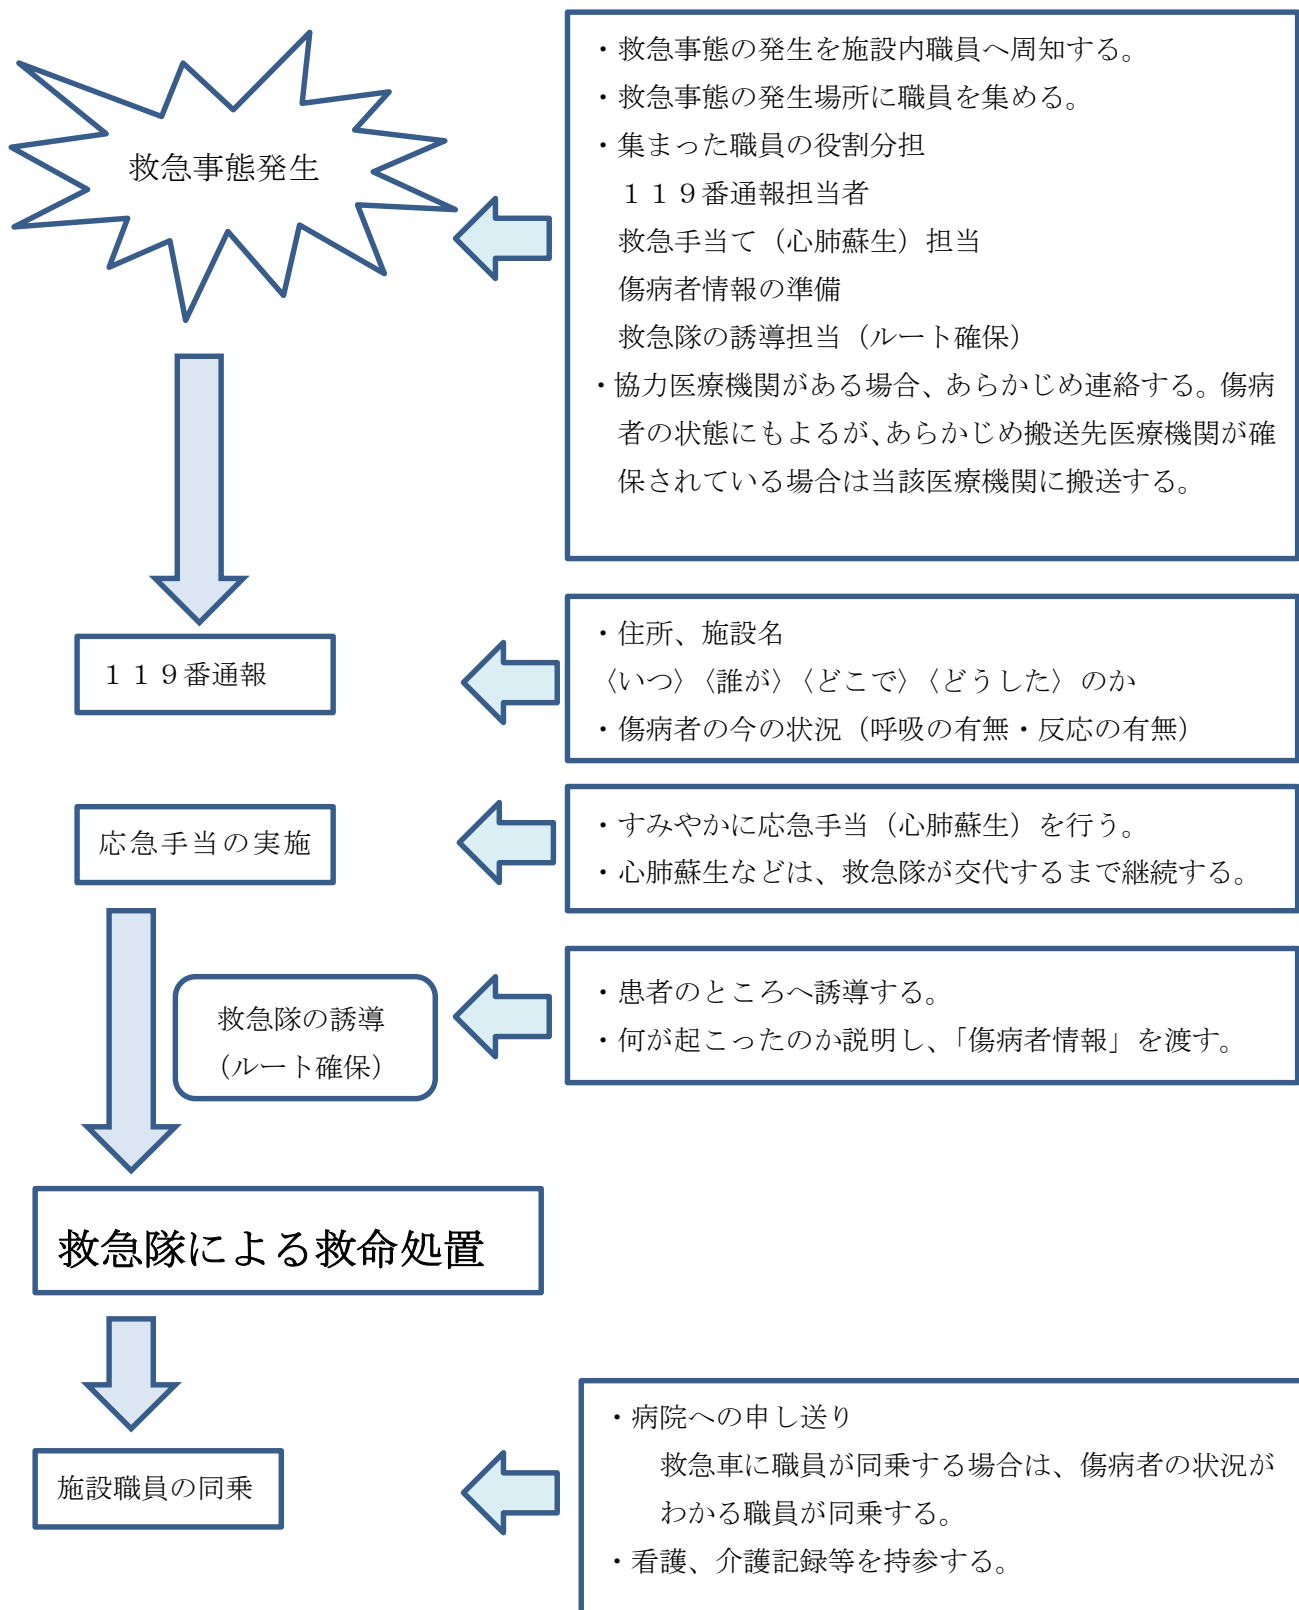 救急事態発生
・救急事態の発生を施設内職員へ周知する。
・救急事態の発生場所に職員を集める。
・集まった職員の役割分担
１１９番通報担当者
救急手当て（心肺蘇生）担当
傷病者情報の準備
救急隊の誘導担当（ルート確保）
・協力医療機関がある場合、あらかじめ連絡する。傷病
者の状態にもよるが、あらかじめ搬送先医療機関が確
保されている場合は当該医療機関に搬送する。
１１９番通報
・住所、施設名
〈いつ〉〈誰が〉〈どこで〉〈どうした〉のか
・傷病者の今の状況（呼吸の有無・反応の有無）
応急手当の実施
・すみやかに応急手当（心肺蘇生）を行う。
・心肺蘇生などは、救急隊が交代するまで継続する。
救急隊の誘導
（ルート確保）
・患者のところへ誘導する。
・何が起こったのか説明し、「傷病者情報」を渡す。
救急隊による救命処置
施設職員の同乗
・病院への申し送り
救急車に職員が同乗する場合は、傷病者の状況が
わかる職員が同乗する。
・看護、介護記録等を持参する。